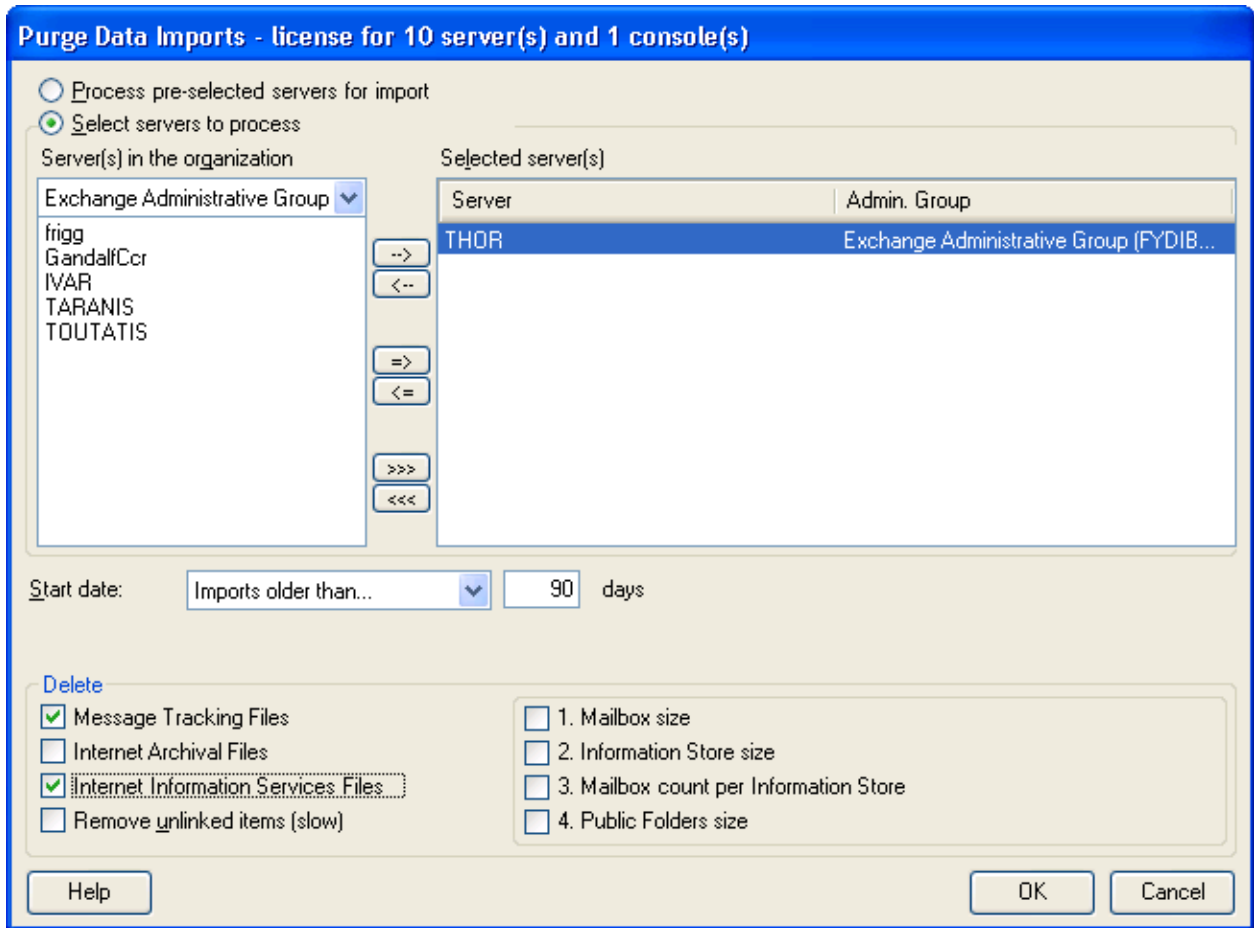 Purge Data Imports - license for 10 server(s) and 1 console(s)
Process pre-selected servers for import
Select servers to process
Server(s) in the organization
Selected server(s)
Exchange Administrative Group
Server Admin. Group
frigg
GandalfCcr
IVAR
TARANIS
TOUTATIS
-->
<--
=>
<=
>>>
<<<
THOR Exchange Administrative Group (FYDIB...
Start date: Imports older than... 90 days
Delete
Message Tracking Files
Internet Archival Files
Internet Information Services Files
Remove unlinked items (slow)
1. Mailbox size
2. Information Store size
3. Mailbox count per Information Store
4. Public Folders size
Help OK Cancel